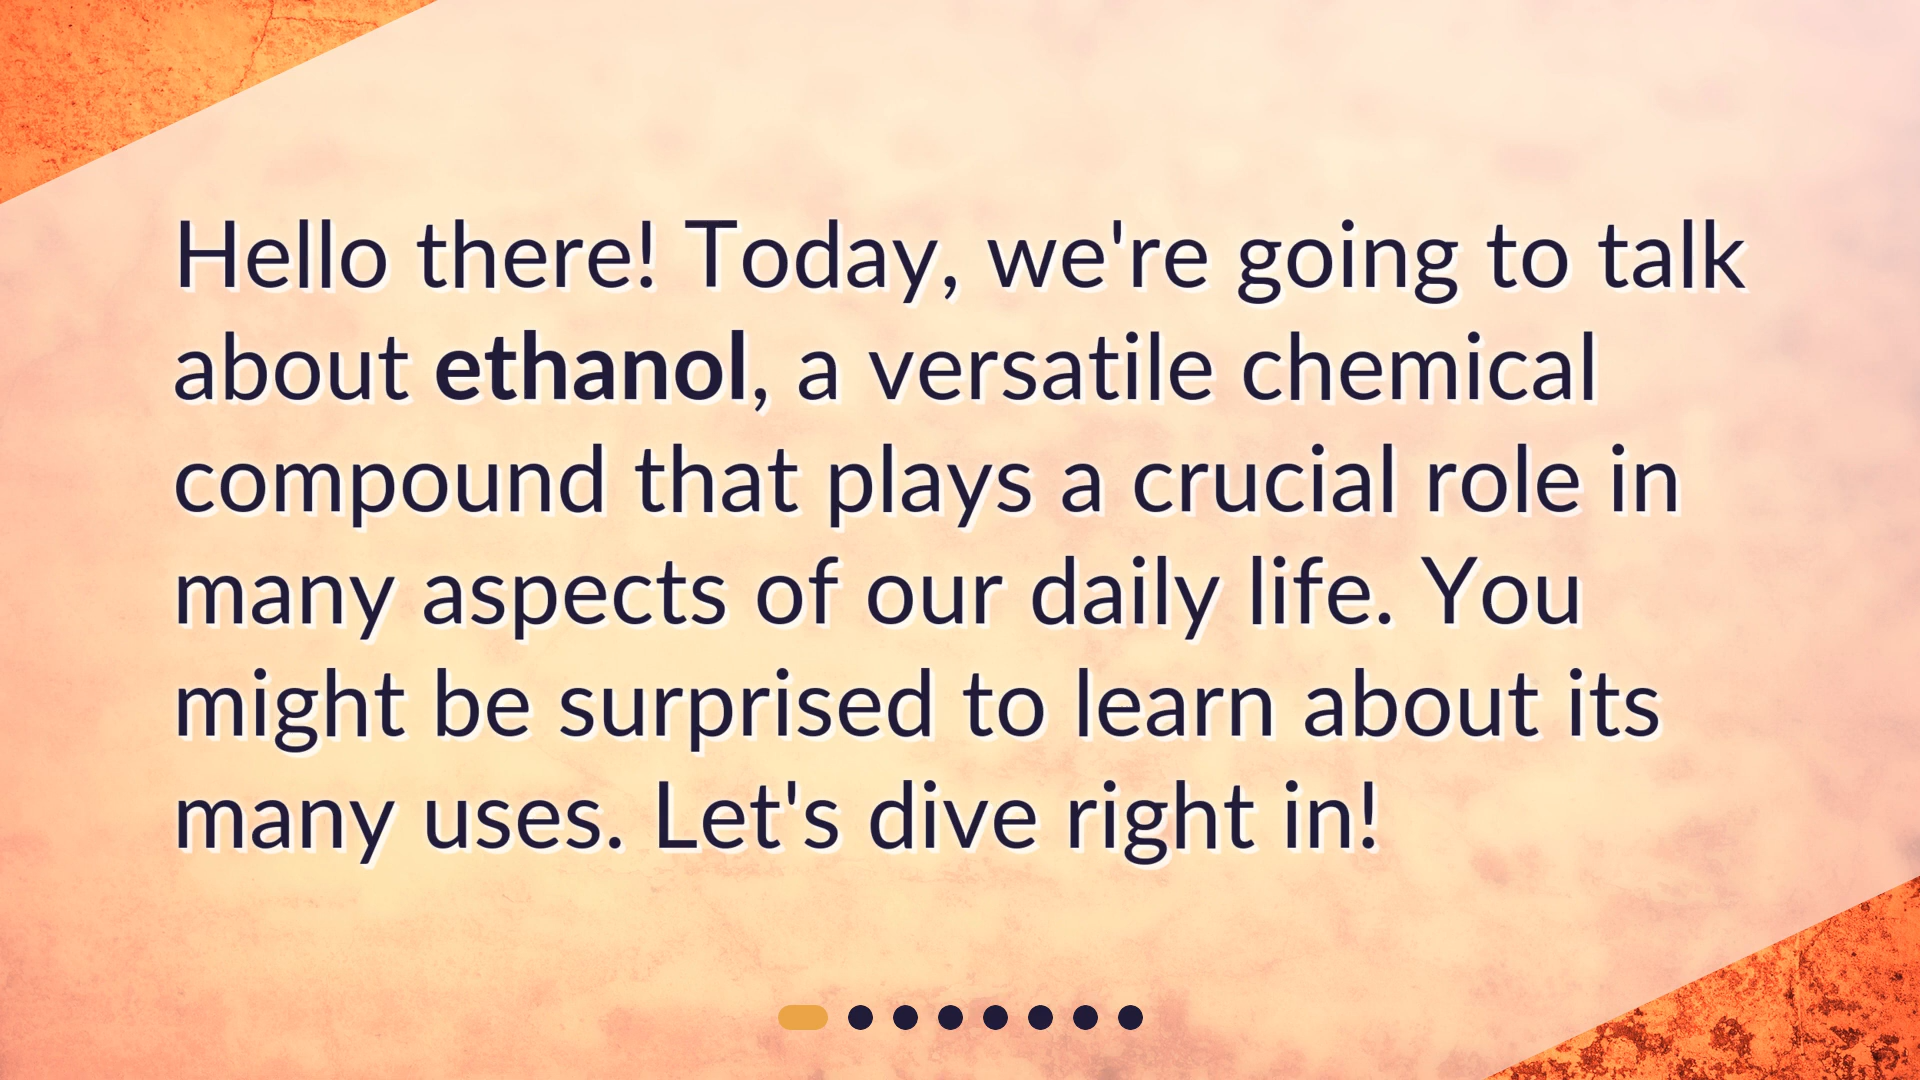 Hello there! Today, we're going to talk
about ethanol, a versatile chemical
compound that plays a crucial role in
many aspects of our daily life. You
might be surprised to learn about its
many uses. Let's dive right in!